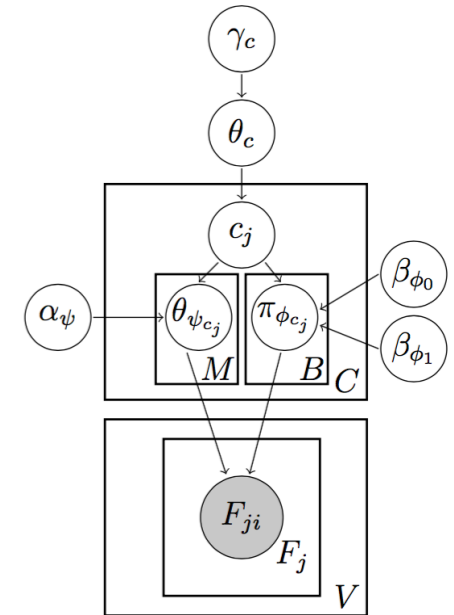 γ_c
θ_c
c_j
β_{ϕ_0}
α_ψ
θ_{ψ_{c_j}}
π_{ϕ_{c_j}}
β_{ϕ_1}
M
B
C
F_{ji}
F_j
V